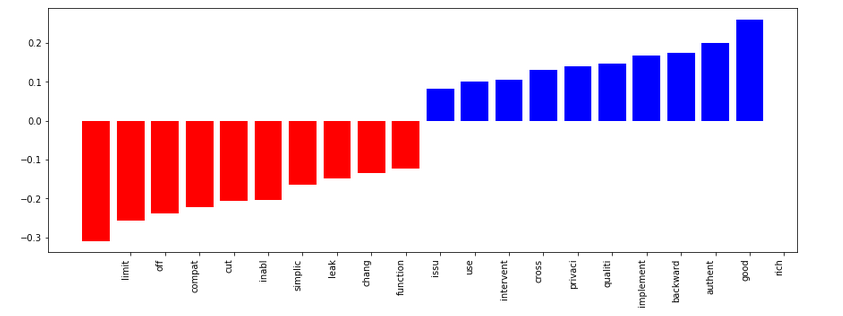 0.2
0.1
0.0
−0.1
−0.2
−0.3
limit
off
compat
cut
inabl
simplic
leak
chang
function
issu
use
intervent
cross
privaci
qualiti
implement
backward
authent
good
rich